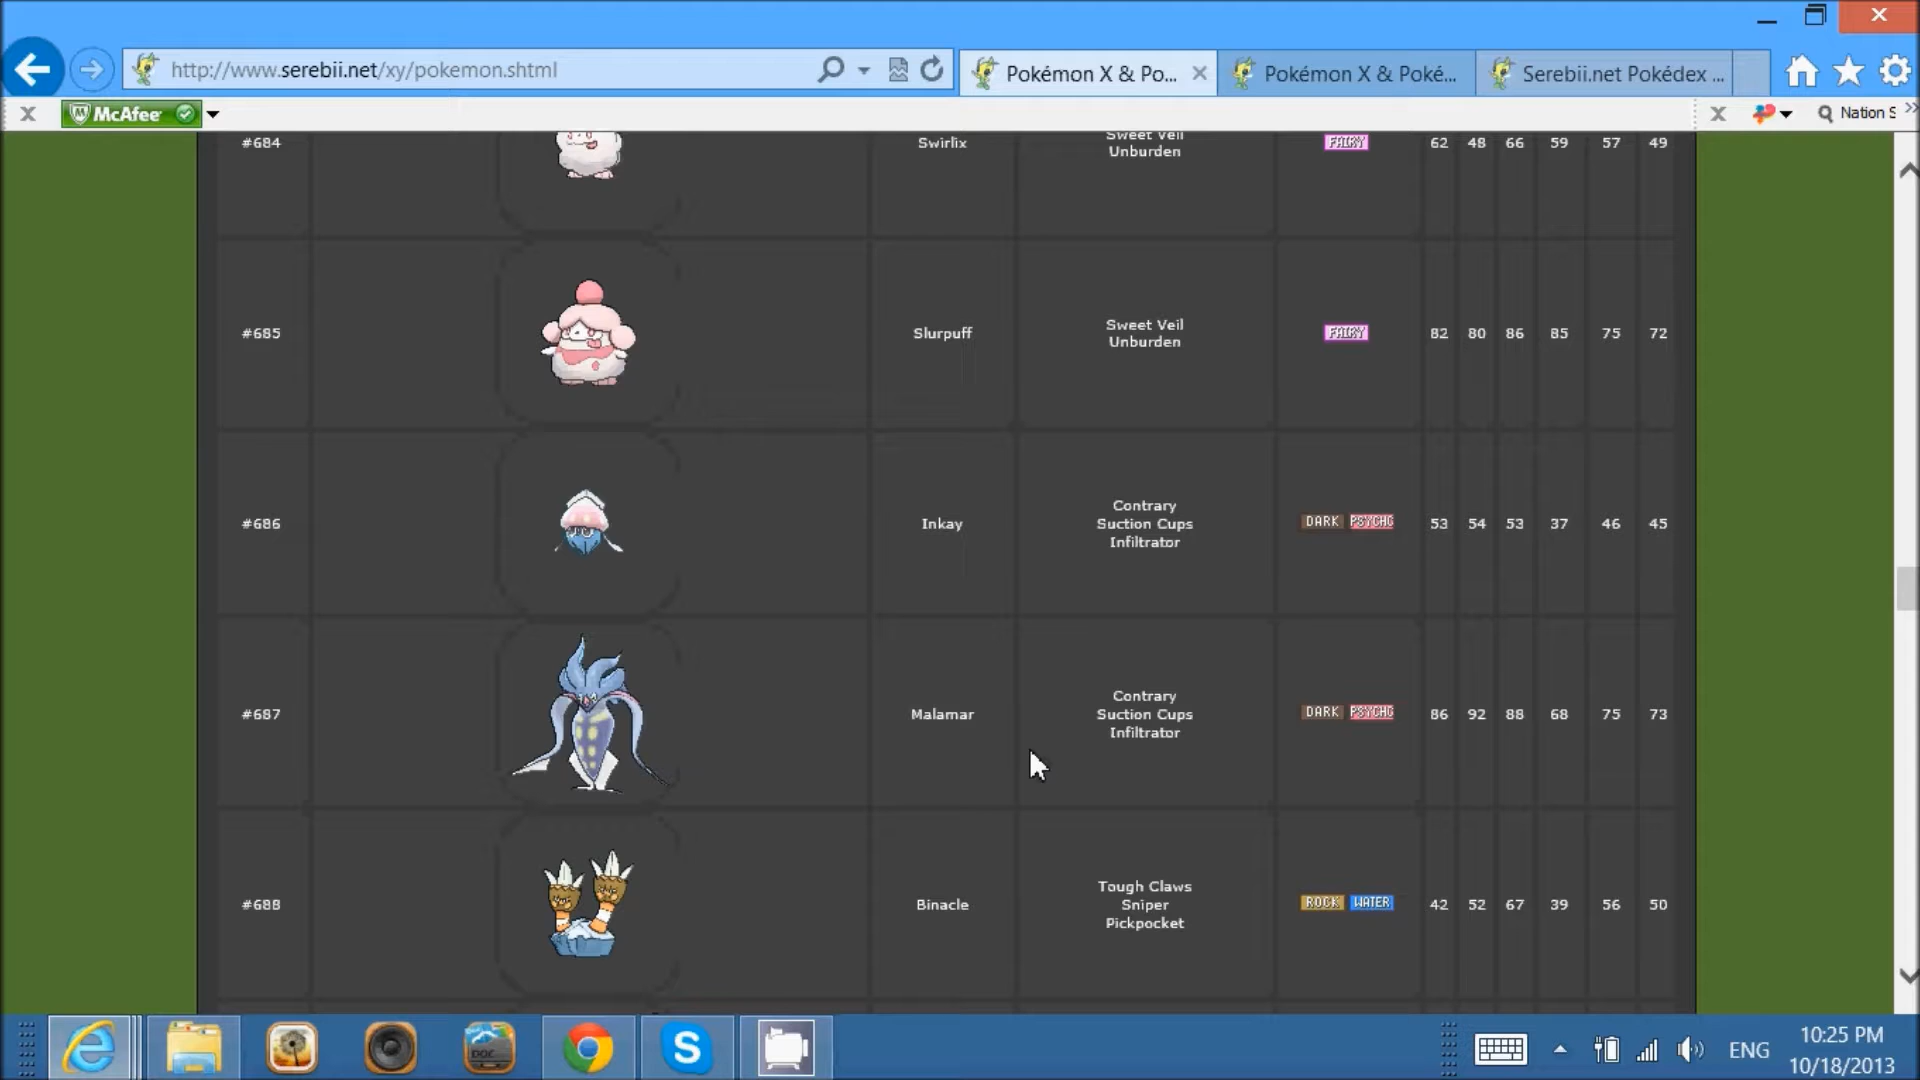 http://www.serebii.net/xy/pokemon.shtml
Pokémon X & Po...
Pokémon X & Poké...
Serebii.net Pokédex ...
McAfee
Nation S
#684
Swirlix
Sweet Veil
Unburden
FAIRY
62 48 66 59 57 49
#685
Slurpuff
Sweet Veil
Unburden
FAIRY
82 80 86 85 75 72
#686
Inkay
Contrary
Suction Cups
Infiltrator
DARK PSYCHC
53 54 53 37 46 45
#687
Malamar
Contrary
Suction Cups
Infiltrator
DARK PSYCHC
86 92 88 68 75 73
#688
Binacle
Tough Claws
Sniper
Pickpocket
ROCK WATER
42 52 67 39 56 50
DOC
ENG
10:25 PM
10/18/2013